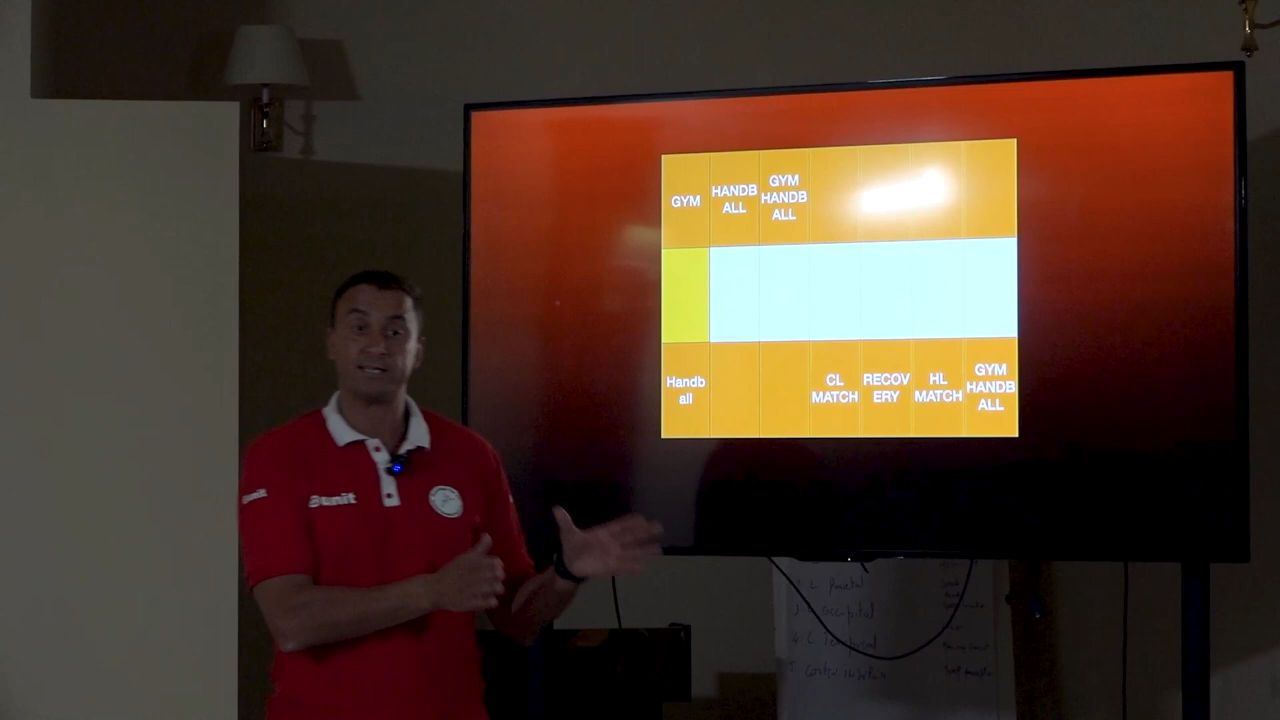 GYM
HANDB
ALL
GYM
HANDB
ALL
Handb
all
CL
MATCH
RECOV
ERY
HL
MATCH
GYM
HANDB
ALL
unit